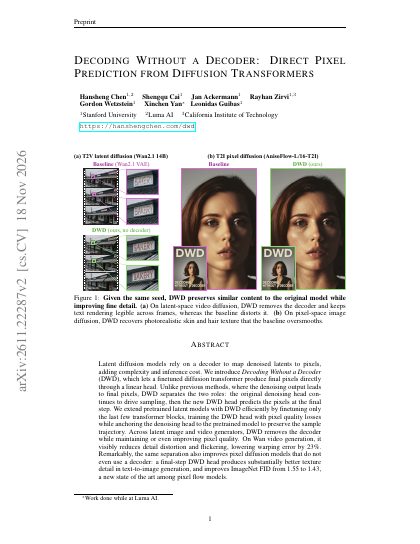 Preprint
DECODING WITHOUT A DECODER: DIRECT PIXEL
PREDICTION FROM DIFFUSION TRANSFORMERS
Hansheng Chen1,2 Shengqu Cai1 Jan Ackermann1 Rayhan Zirvi1,3
Gordon Wetzstein1 Xinchen Yan* Leonidas Guibas1
1Stanford University 2Luma AI 3California Institute of Technology
https://hanshengchen.com/dwd
arXiv:2611.22287v2 [cs.CV] 18 Nov 2026
(a) T2V latent diffusion (Wan2.1 14B)
Baseline (Wan2.1 VAE)
DWD (ours, no decoder)
(b) T2I pixel diffusion (AnisoFlow-L/16-T2I)
Baseline
DWD (ours)
DWD
DWD
Figure 1: Given the same seed, DWD preserves similar content to the original model while
improving fine detail. (a) On latent-space video diffusion, DWD removes the decoder and keeps
text rendering legible across frames, whereas the baseline distorts it. (b) On pixel-space image
diffusion, DWD recovers photorealistic skin and hair texture that the baseline oversmooths.
ABSTRACT
Latent diffusion models rely on a decoder to map denoised latents to pixels,
adding complexity and inference cost. We introduce Decoding Without a Decoder
(DWD), which lets a finetuned diffusion transformer produce final pixels directly
through a linear head. Unlike previous methods, where the denoising output leads
to final pixels, DWD separates the two roles: the original denoising head con-
tinues to drive sampling, then the new DWD head predicts the pixels at the final
step. We extend pretrained latent models with DWD efficiently by finetuning only
the last few transformer blocks, training the DWD head with pixel quality losses
while anchoring the denoising head to the pretrained model to preserve the sample
trajectory. Across latent image and video generators, DWD removes the decoder
while maintaining or even improving pixel quality. On Wan video generation, it
visibly reduces detail distortion and flickering, lowering warping error by 23%.
Remarkably, the same separation also improves pixel diffusion models that do not
even use a decoder: a final-step DWD head produces substantially better texture
detail in text-to-image generation, and improves ImageNet FID from 1.55 to 1.43,
a new state of the art among pixel flow models.
*Work done while at Luma AI.
1